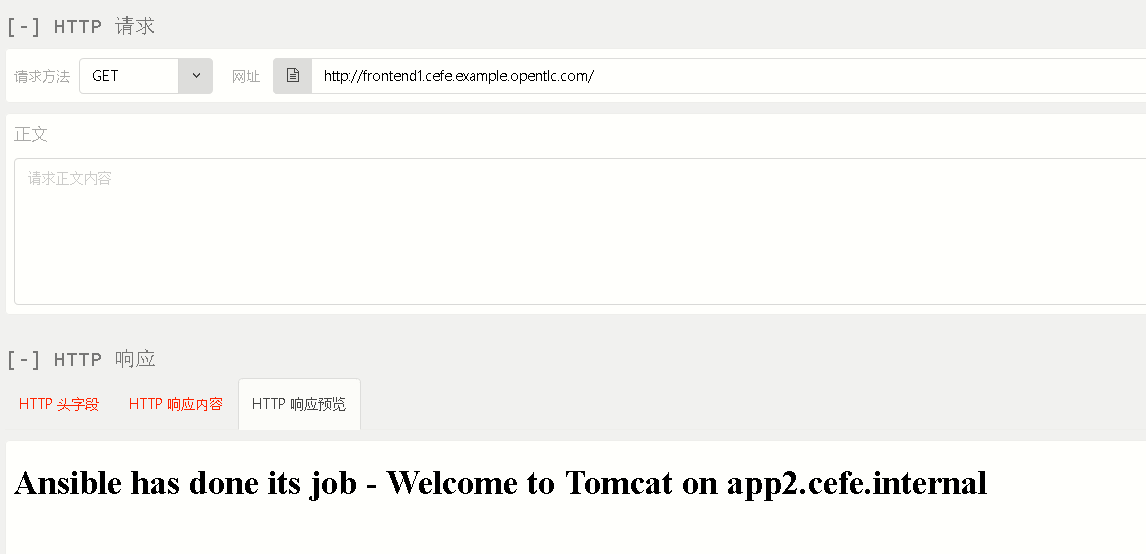 [-] HTTP 请求
请求方法 GET 网址 http://frontend1.cefe.example.opentlc.com/
正文
请求正文内容
[-] HTTP 响应
HTTP 头字段 HTTP 响应内容 HTTP 响应预览
Ansible has done its job - Welcome to Tomcat on app2.cefe.internal